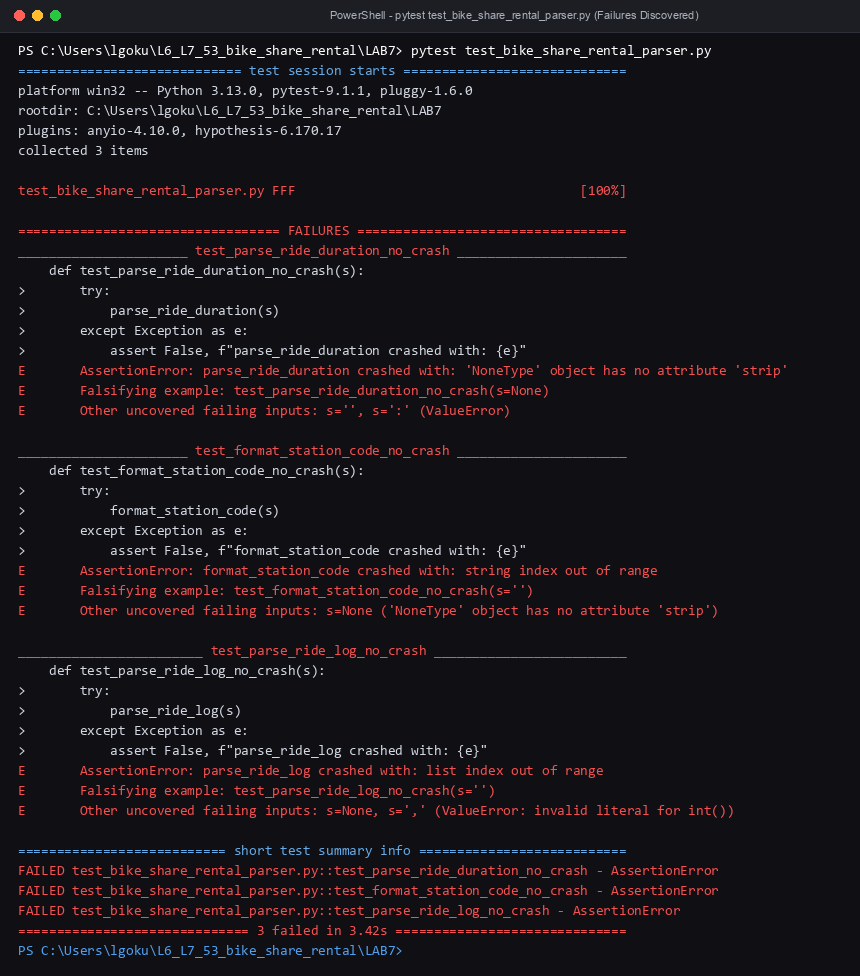 PowerShell - pytest test_bike_share_rental_parser.py (Failures Discovered)
PS C:\Users\lgoku\L6_L7_53_bike_share_rental\LAB7> pytest test_bike_share_rental_parser.py
============================= test session starts =============================
platform win32 -- Python 3.13.0, pytest-9.1.1, pluggy-1.6.0
rootdir: C:\Users\lgoku\L6_L7_53_bike_share_rental\LAB7
plugins: anyio-4.10.0, hypothesis-6.170.17
collected 3 items
test_bike_share_rental_parser.py FFF                                     [100%]
================================== FAILURES ===================================
______________________ test_parse_ride_duration_no_crash ______________________
    def test_parse_ride_duration_no_crash(s):
>       try:
>           parse_ride_duration(s)
>       except Exception as e:
>           assert False, f"parse_ride_duration crashed with: {e}"
E       AssertionError: parse_ride_duration crashed with: 'NoneType' object has no attribute 'strip'
E       Falsifying example: test_parse_ride_duration_no_crash(s=None)
E       Other uncovered failing inputs: s='', s=':' (ValueError)
______________________ test_format_station_code_no_crash ______________________
    def test_format_station_code_no_crash(s):
>       try:
>           format_station_code(s)
>       except Exception as e:
>           assert False, f"format_station_code crashed with: {e}"
E       AssertionError: format_station_code crashed with: string index out of range
E       Falsifying example: test_format_station_code_no_crash(s='')
E       Other uncovered failing inputs: s=None ('NoneType' object has no attribute 'strip')
________________________ test_parse_ride_log_no_crash _________________________
    def test_parse_ride_log_no_crash(s):
>       try:
>           parse_ride_log(s)
>       except Exception as e:
>           assert False, f"parse_ride_log crashed with: {e}"
E       AssertionError: parse_ride_log crashed with: list index out of range
E       Falsifying example: test_parse_ride_log_no_crash(s='')
E       Other uncovered failing inputs: s=None, s=',' (ValueError: invalid literal for int())
=========================== short test summary info ===========================
FAILED test_bike_share_rental_parser.py::test_parse_ride_duration_no_crash - AssertionError
FAILED test_bike_share_rental_parser.py::test_format_station_code_no_crash - AssertionError
FAILED test_bike_share_rental_parser.py::test_parse_ride_log_no_crash - AssertionError
============================== 3 failed in 3.42s ==============================
PS C:\Users\lgoku\L6_L7_53_bike_share_rental\LAB7>